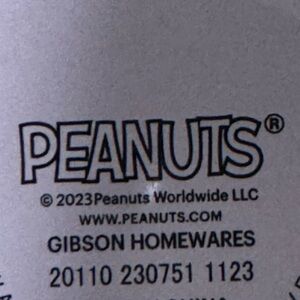 PEANUTS®
© 2023 Peanuts Worldwide LLC
WWW.PEANUTS.COM
GIBSON HOMEWARES
20110 230751 1123